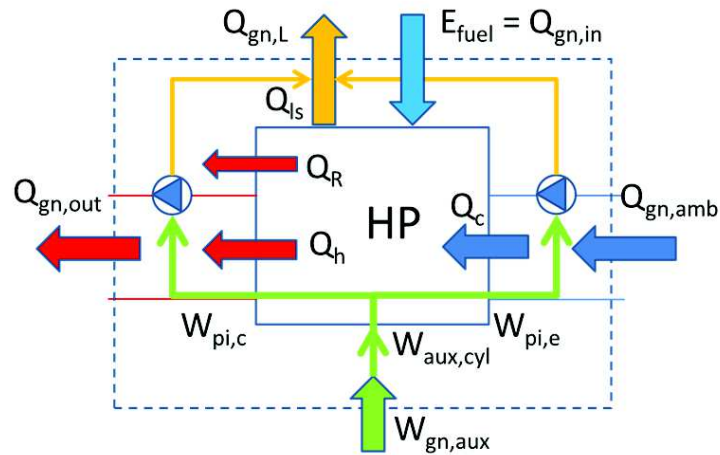 Q_gn,L
E_fuel = Q_gn,in
Q_ls
Q_R
Q_gn,out
Q_c
Q_gn,amb
HP
Q_h
W_pi,c
W_pi,e
W_aux,cyl
W_gn,aux